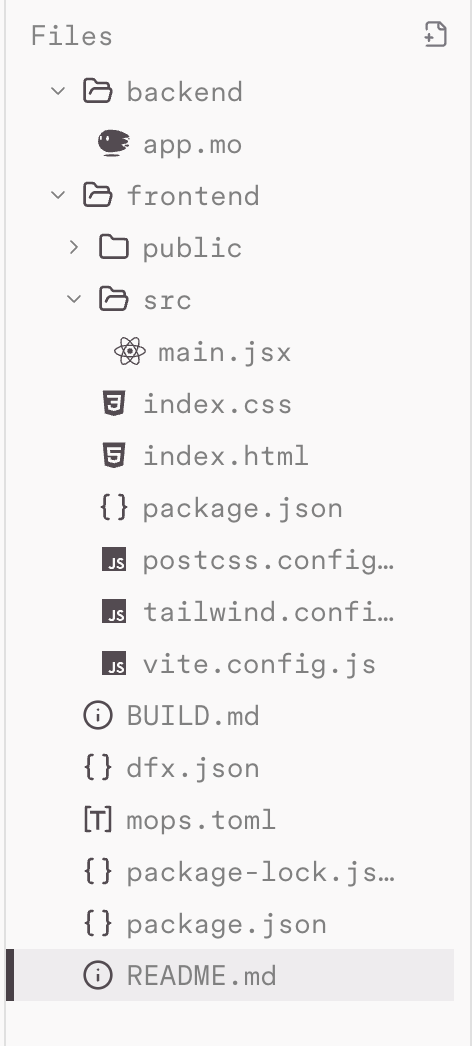 Files
backend
app.mo
frontend
public
src
main.jsx
index.css
index.html
package.json
postcss.config…
tailwind.confi…
vite.config.js
BUILD.md
dfx.json
mops.toml
package-lock.js…
package.json
README.md